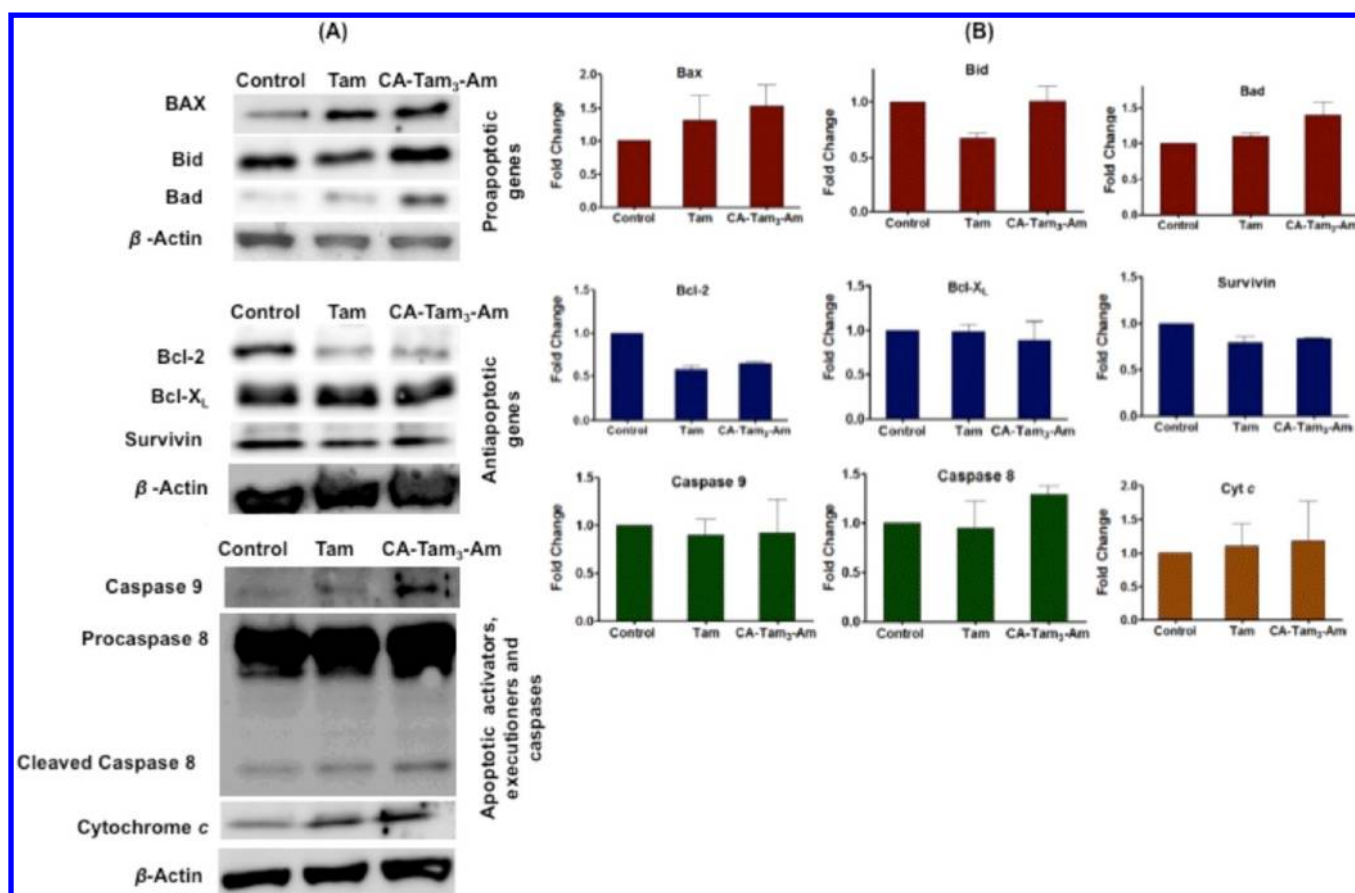 (A)
Control Tam CA-Tam₃-Am
BAX
Bid
Bad
β -Actin
Proapoptotic
genes
Control Tam CA-Tam₃-Am
Bcl-2
Bcl-X_L
Survivin
β -Actin
Antiapoptotic
genes
Control Tam CA-Tam₃-Am
Caspase 9
Procaspase 8
Cleaved Caspase 8
Cytochrome c
β-Actin
Apoptotic activators,
executioners and
caspases
(B)
Bax
Fold Change
2.0
1.5
1.0
0.5
0.0
Control Tam CA-Tam₃-Am
Bid
Fold Change
1.0
0.5
0.0
Control Tam CA-Tam₃-Am
Bad
Fold Change
1.5
1.0
0.5
0.0
Control Tam CA-Tam₃-Am
Bcl-2
Fold Change
1.5
1.0
0.5
0.0
Control Tam CA-Tam₃-Am
Bcl-X_L
Fold Change
1.5
1.0
0.5
0.0
Control Tam CA-Tam₃-Am
Survivin
Fold Change
1.5
1.0
0.5
0.0
Control Tam CA-Tam₃-Am
Caspase 9
Fold Change
1.5
1.0
0.5
0.0
Control Tam CA-Tam₃-Am
Caspase 8
Fold Change
1.5
1.0
0.5
0.0
Control Tam CA-Tam₃-Am
Cyt c
Fold Change
2.0
1.5
1.0
0.5
0.0
Control Tam CA-Tam₃-Am